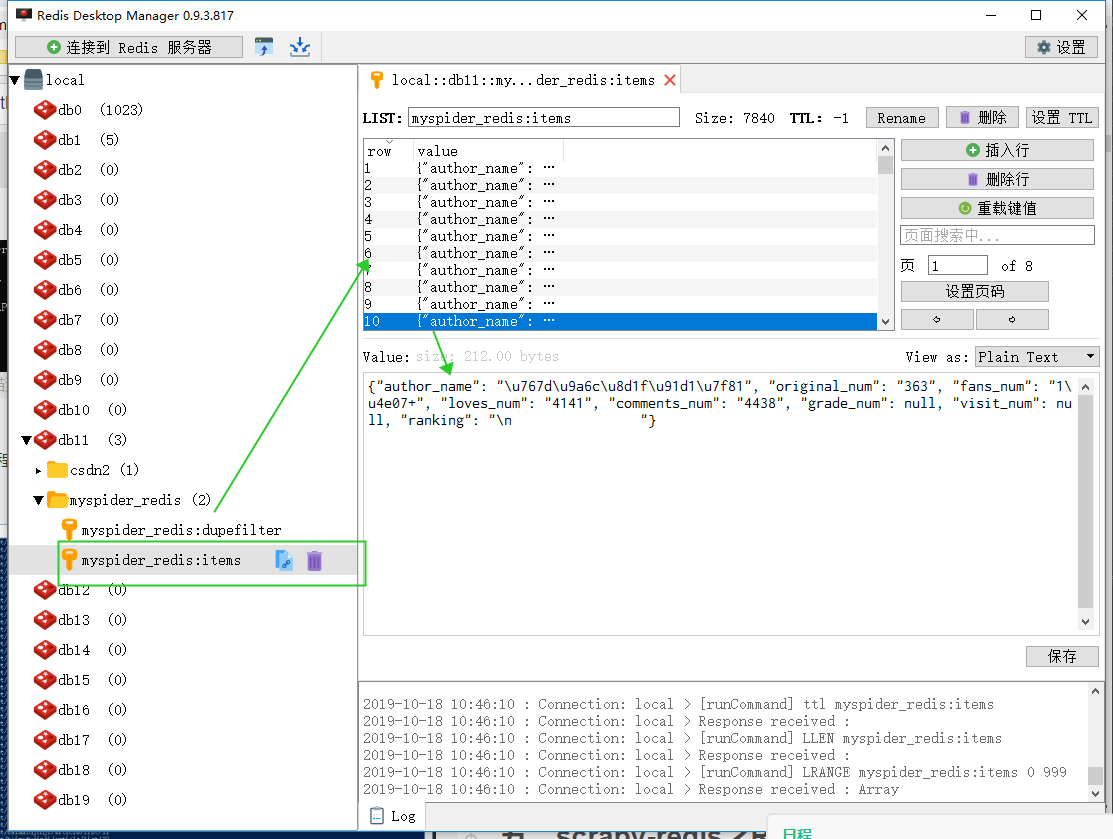 Redis Desktop Manager 0.9.3.817
连接到 Redis 服务器
设置
local
db0 (1023)
db1 (5)
db2 (0)
db3 (0)
db4 (0)
db5 (0)
db6 (0)
db7 (0)
db8 (0)
db9 (0)
db10 (0)
db11 (3)
csdn2 (1)
myspider_redis (2)
myspider_redis:dupefilter
myspider_redis:items
db12 (0)
db13 (0)
db14 (0)
db15 (0)
db16 (0)
db17 (0)
db18 (0)
db19 (0)
local::db11::my...der_redis:items
LIST: myspider_redis:items Size: 7840 TTL: -1 Rename 删除 设置 TTL
row value
1 {"author_name": …
2 {"author_name": …
3 {"author_name": …
4 {"author_name": …
5 {"author_name": …
6 {"author_name": …
7 {"author_name": …
8 {"author_name": …
9 {"author_name": …
10 {"author_name": …
插入行
删除行
重载键值
页面搜索中...
页 1 of 8
设置页码
Value: size: 212.00 bytes View as: Plain Text
{"author_name": "\u767d\u9a6c\u8d1f\u91d1\u7f81", "original_num": "363", "fans_num": "1\
u4e07+", "loves_num": "4141", "comments_num": "4438", "grade_num": null, "visit_num": nu
ll, "ranking": "\n "}
保存
2019-10-18 10:46:10 : Connection: local > [runCommand] ttl myspider_redis:items
2019-10-18 10:46:10 : Connection: local > Response received :
2019-10-18 10:46:10 : Connection: local > [runCommand] LLEN myspider_redis:items
2019-10-18 10:46:10 : Connection: local > Response received :
2019-10-18 10:46:10 : Connection: local > [runCommand] LRANGE myspider_redis:items 0 999
2019-10-18 10:46:10 : Connection: local > Response received : Array
Log
日程